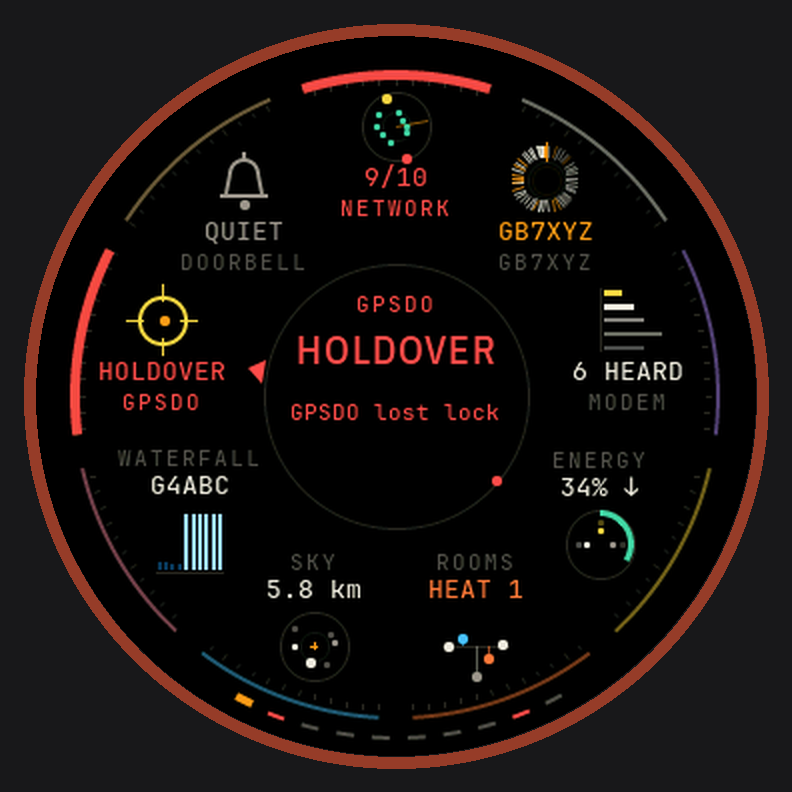 9/10
NETWORK
QUIET
DOORBELL
GB7XYZ
GB7XYZ
GPSDO
HOLDOVER
GPSDO lost lock
HOLDOVER
GPSDO
6 HEARD
MODEM
WATERFALL
G4ABC
ENERGY
34% ↓
SKY
5.8 km
ROOMS
HEAT 1